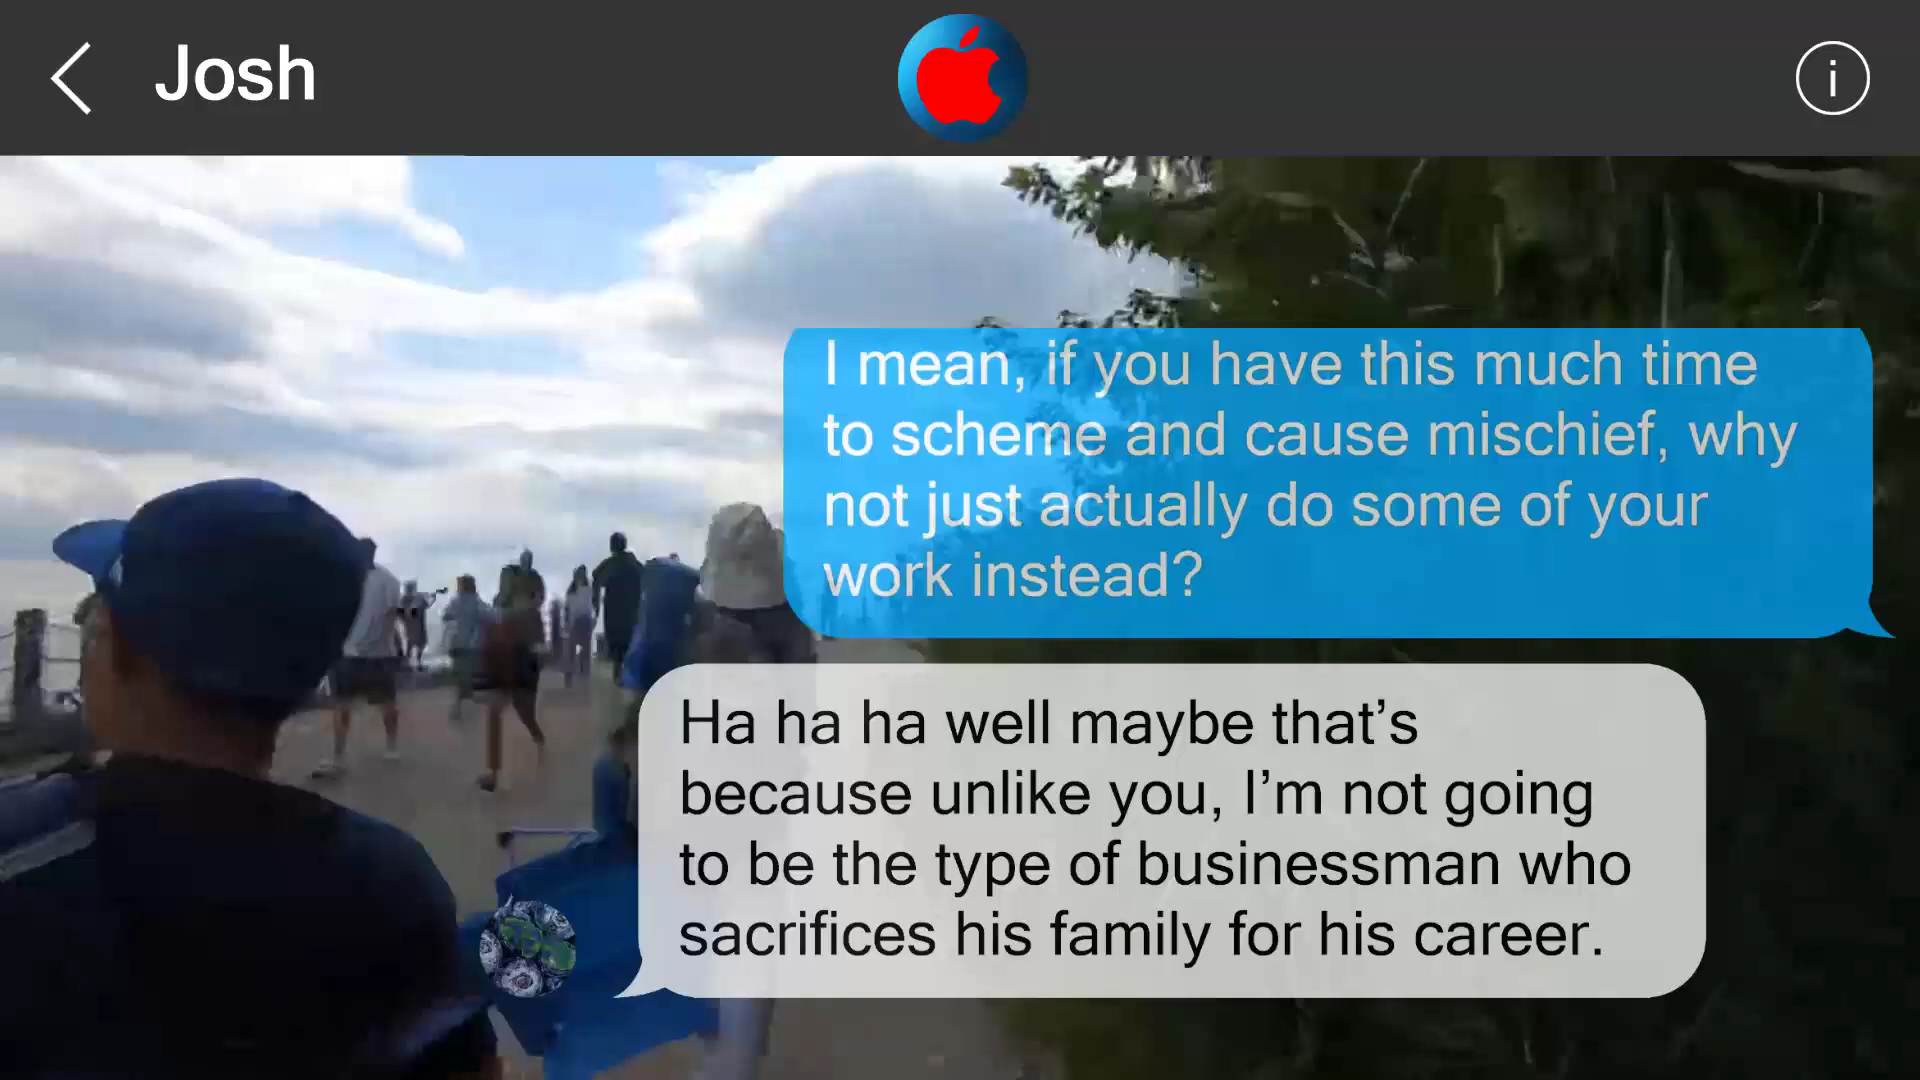 Josh
i
I mean, if you have this much time
to scheme and cause mischief, why
not just actually do some of your
work instead?
Ha ha ha well maybe that’s
because unlike you, I’m not going
to be the type of businessman who
sacrifices his family for his career.